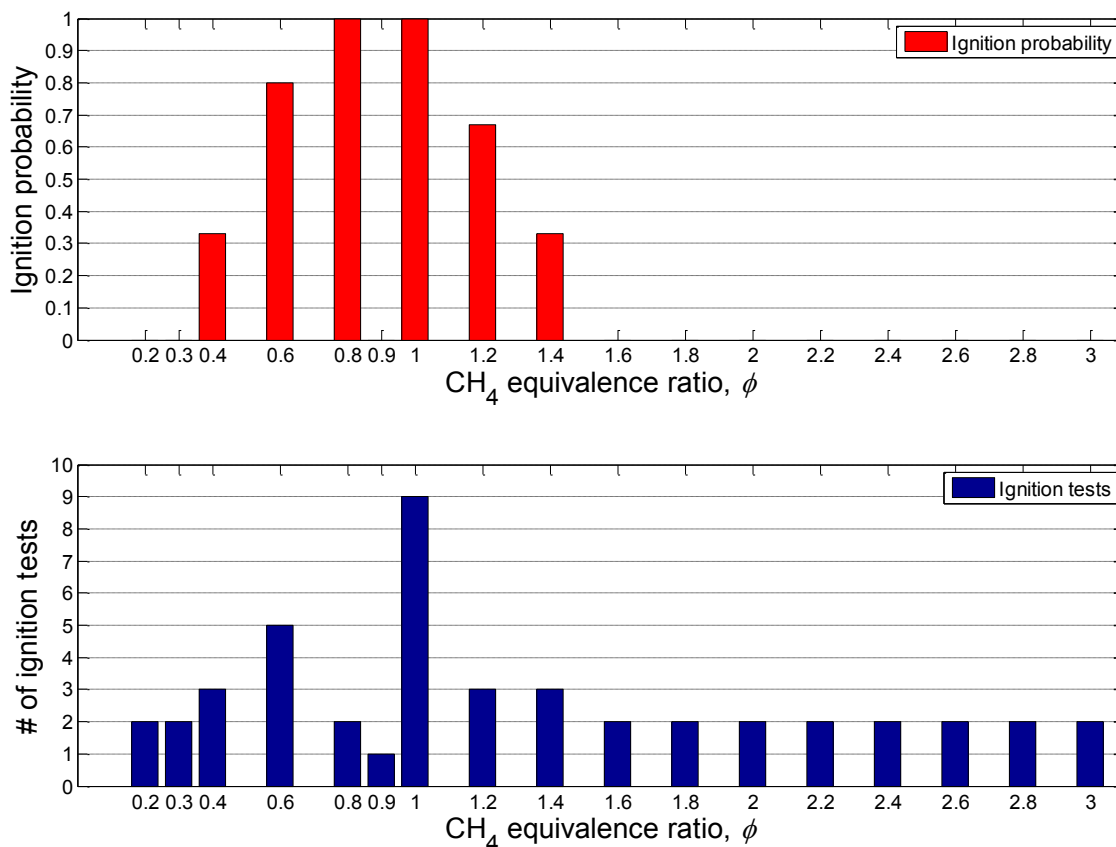 1
0.9
0.8
0.7
0.6
0.5
0.4
0.3
0.2
0.1
0
Ignition probability
Ignition probability
0.2 0.3 0.4 0.6 0.8 0.9 1 1.2 1.4 1.6 1.8 2 2.2 2.4 2.6 2.8 3
CH4 equivalence ratio, ϕ
10
9
8
7
6
5
4
3
2
1
0
# of ignition tests
Ignition tests
0.2 0.3 0.4 0.6 0.8 0.9 1 1.2 1.4 1.6 1.8 2 2.2 2.4 2.6 2.8 3
CH4 equivalence ratio, ϕ